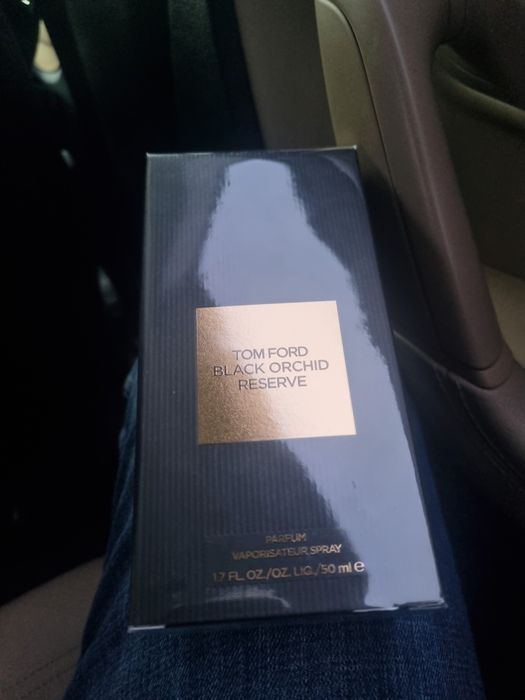 TOM FORD
BLACK ORCHID
RESERVE
PARFUM
VAPORISATEUR SPRAY
1.7 FL. OZ./OZ. LIQ./50 ml ℮